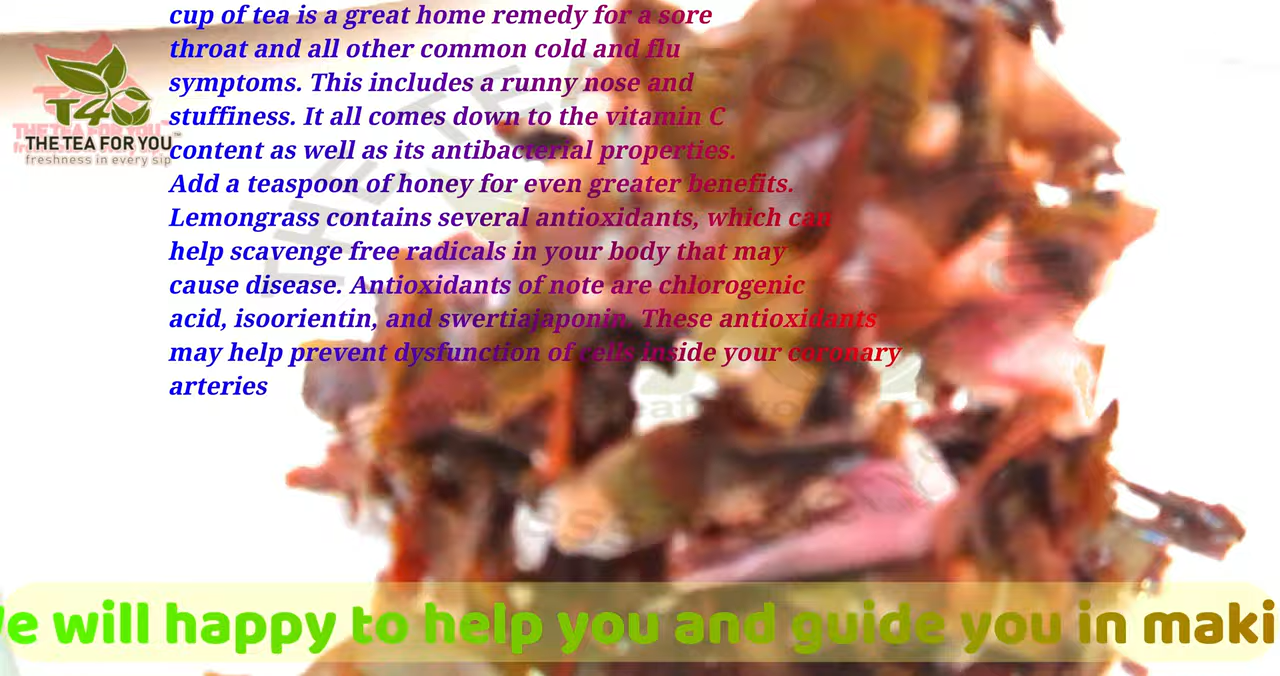 cup of tea is a great home remedy for a sore
throat and all other common cold and flu
symptoms. This includes a runny nose and
stuffiness. It all comes down to the vitamin C
content as well as its antibacterial properties.
Add a teaspoon of honey for even greater benefits.
Lemongrass contains several antioxidants, which can
help scavenge free radicals in your body that may
cause disease. Antioxidants of note are chlorogenic
acid, isoorientin, and swertiajaponin. These antioxidants
may help prevent dysfunction of cells inside your coronary
arteries
T4U
THE TEA FOR YOU™
freshness in every sip
e will happy to help you and guide you in maki